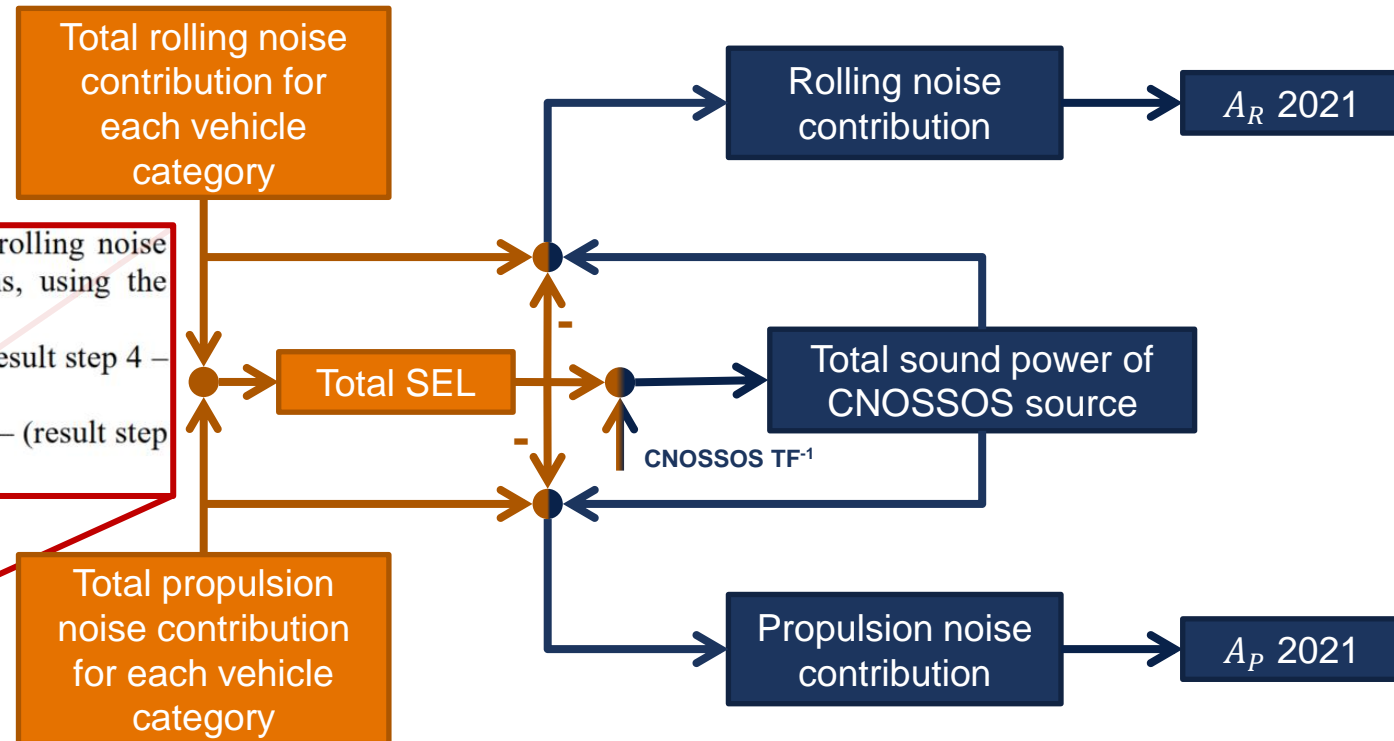 Total rolling noise
contribution for
each vehicle
category
Rolling noise
contribution
A_R 2021
rolling noise
using the
result step 4 –
– (result step
-
Total SEL
Total sound power of
CNOSSOS source
-
CNOSSOS TF⁻¹
Total propulsion
noise contribution
for each vehicle
category
Propulsion noise
contribution
A_P 2021